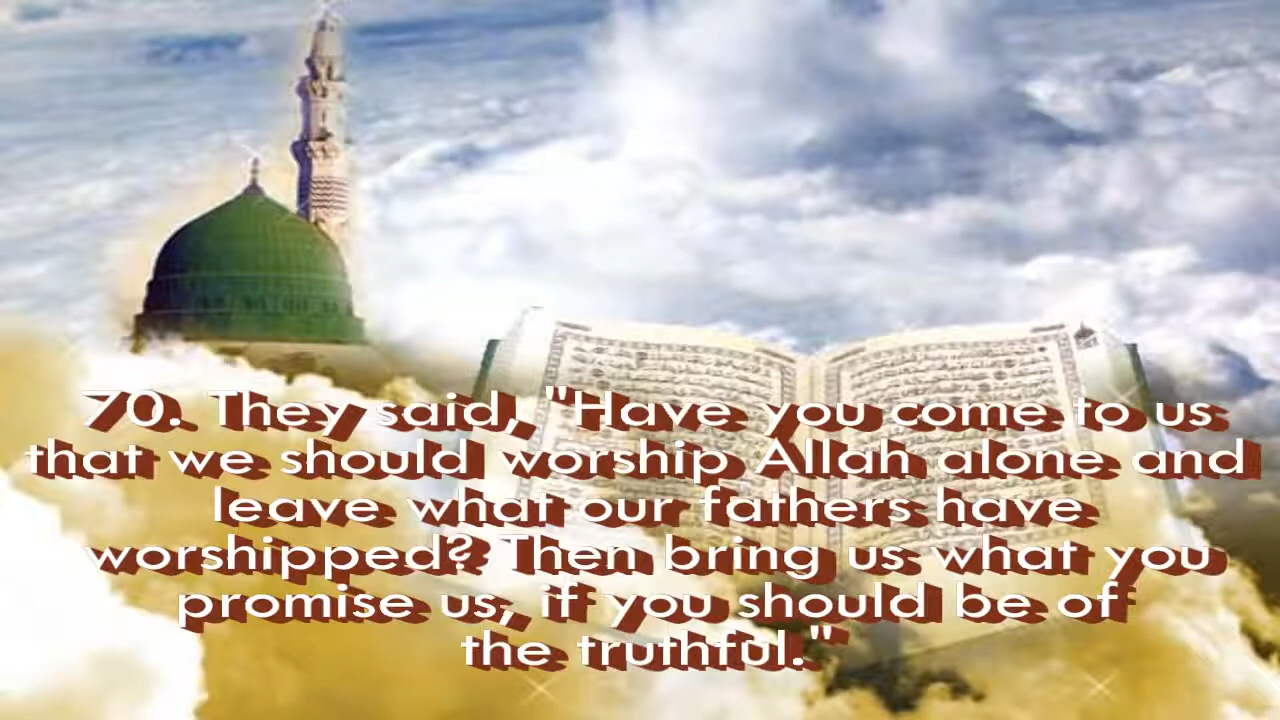 70. They said, "Have you come to us
that we should worship Allah alone and
leave what our fathers have
worshipped? Then bring us what you
promise us, if you should be of
the truthful."